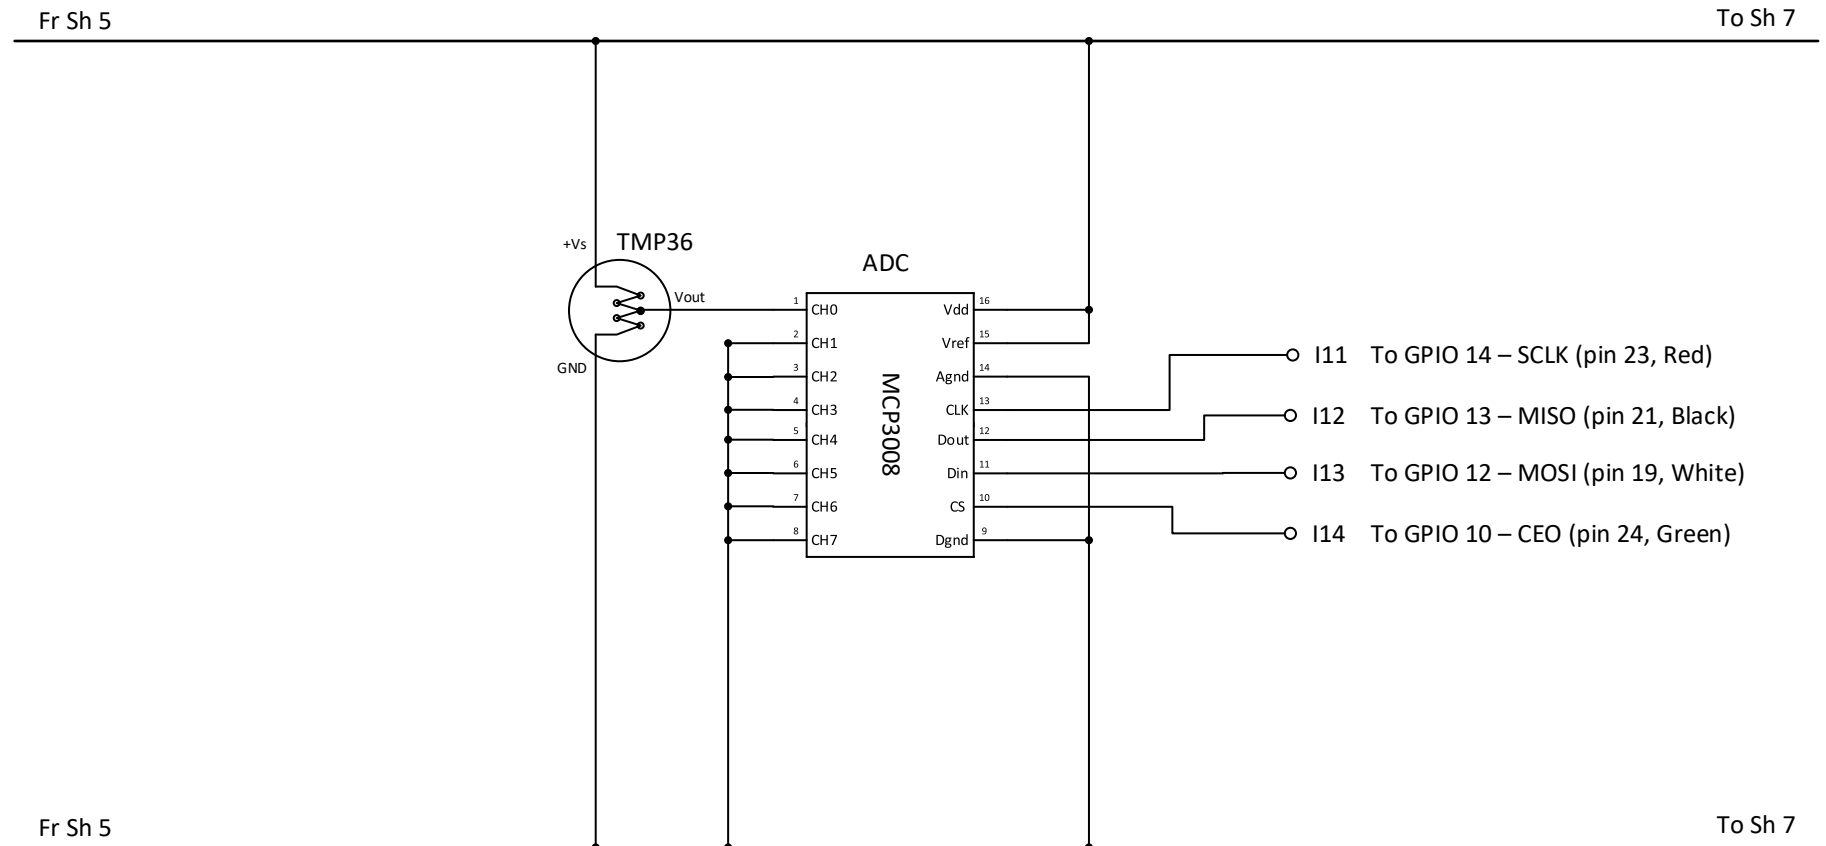 Fr Sh 5
To Sh 7
+Vs
TMP36
Vout
GND
ADC
1 CH0
2 CH1
3 CH2
4 CH3
5 CH4
6 CH5
7 CH6
8 CH7
MCP3008
Vdd 16
Vref 15
Agnd 14
CLK 13
Dout 12
Din 11
CS 10
Dgnd 9
I11 To GPIO 14 – SCLK (pin 23, Red)
I12 To GPIO 13 – MISO (pin 21, Black)
I13 To GPIO 12 – MOSI (pin 19, White)
I14 To GPIO 10 – CEO (pin 24, Green)
Fr Sh 5
To Sh 7